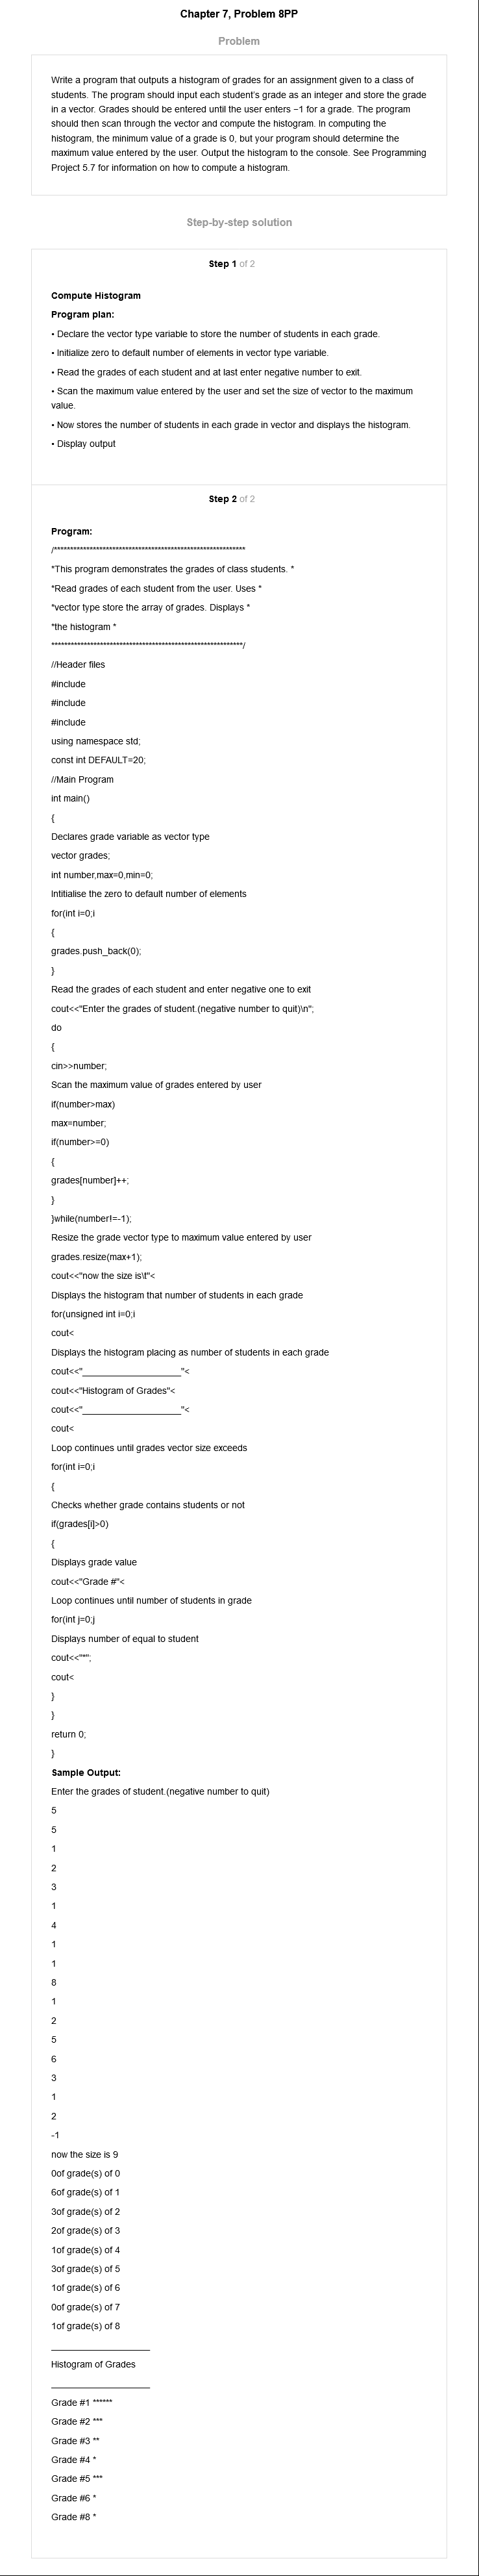 Chapter 7, Problem 8PP
Problem
Write a program that outputs a histogram of grades for an assignment given to a class of
students. The program should input each student's grade as an integer and store the grade
in a vector. Grades should be entered until the user enters −1 for a grade. The program
should then scan through the vector and compute the histogram. In computing the
histogram, the minimum value of a grade is 0, but your program should determine the
maximum value entered by the user. Output the histogram to the console. See Programming
Project 5.7 for information on how to compute a histogram.
Step-by-step solution
Step 1 of 2
Compute Histogram
Program plan:
• Declare the vector type variable to store the number of students in each grade.
• Initialize zero to default number of elements in vector type variable.
• Read the grades of each student and at last enter negative number to exit.
• Scan the maximum value entered by the user and set the size of vector to the maximum
value.
• Now stores the number of students in each grade in vector and displays the histogram.
• Display output
Step 2 of 2
Program:
/***********************************************************
*This program demonstrates the grades of class students. *
*Read grades of each student from the user. Uses *
*vector type store the array of grades. Displays *
*the histogram *
***********************************************************/
//Header files
#include
#include
#include
using namespace std;
const int DEFAULT=20;
//Main Program
int main()
{
Declares grade variable as vector type
vector grades;
int number,max=0,min=0;
Intitialise the zero to default number of elements
for(int i=0;i
{
grades.push_back(0);
}
Read the grades of each student and enter negative one to exit
cout<<"Enter the grades of student.(negative number to quit)\n";
do
{
cin>>number;
Scan the maximum value of grades entered by user
if(number>max)
max=number;
if(number>=0)
{
grades[number]++;
}
}while(number!=-1);
Resize the grade vector type to maximum value entered by user
grades.resize(max+1);
cout<<"now the size is\t"<
Displays the histogram that number of students in each grade
for(unsigned int i=0;i
cout<
Displays the histogram placing as number of students in each grade
cout<<"____________________"<
cout<<"Histogram of Grades"<
cout<<"____________________"<
cout<
Loop continues until grades vector size exceeds
for(int i=0;i
{
Checks whether grade contains students or not
if(grades[i]>0)
{
Displays grade value
cout<<"Grade #"<
Loop continues until number of students in grade
for(int j=0;j
Displays number of equal to student
cout<<"*";
cout<
}
}
return 0;
}
Sample Output:
Enter the grades of student.(negative number to quit)
5
5
1
2
3
1
4
1
1
8
1
2
5
6
3
1
2
-1
now the size is 9
0of grade(s) of 0
6of grade(s) of 1
3of grade(s) of 2
2of grade(s) of 3
1of grade(s) of 4
3of grade(s) of 5
1of grade(s) of 6
0of grade(s) of 7
1of grade(s) of 8
____________________
Histogram of Grades
____________________
Grade #1 ******
Grade #2 ***
Grade #3 **
Grade #4 *
Grade #5 ***
Grade #6 *
Grade #8 *